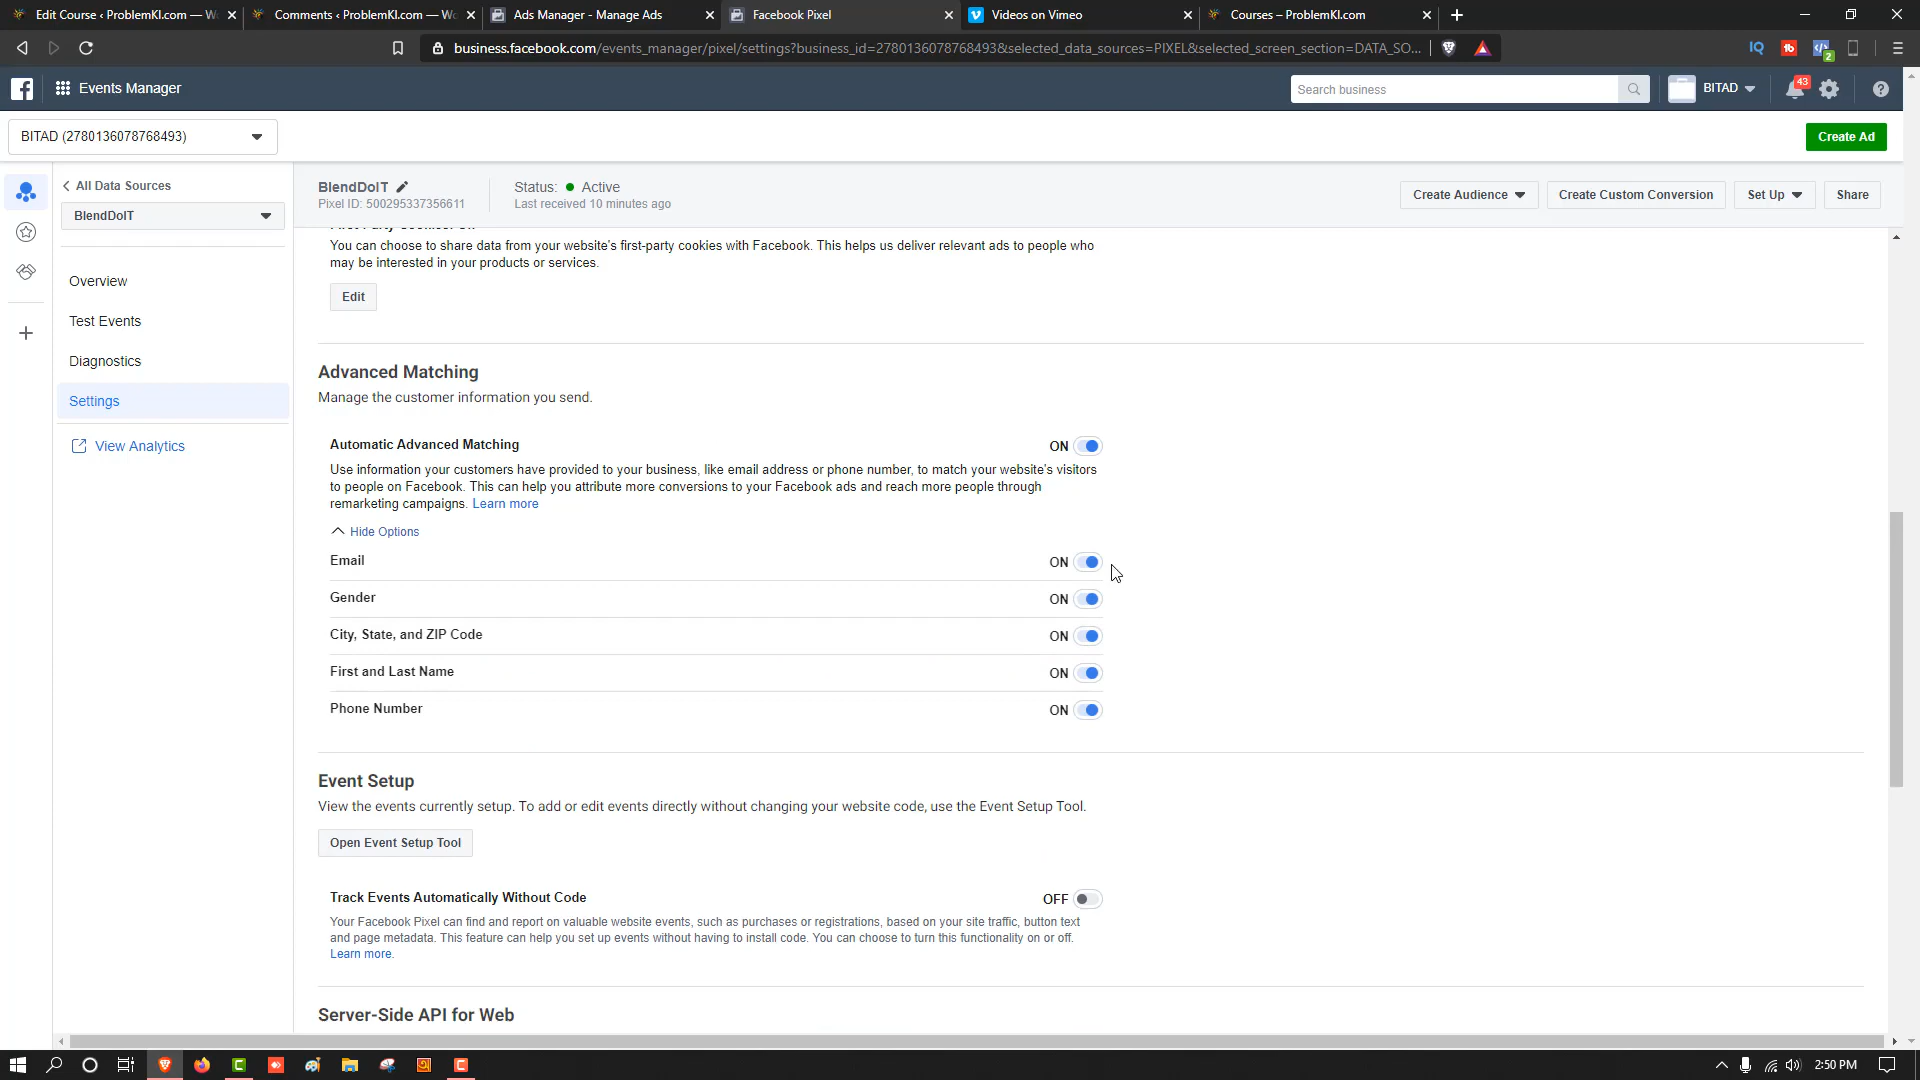 Edit Course ‹ ProblemKI.com — Wo
Comments ‹ ProblemKI.com — Wo
Ads Manager - Manage Ads
Facebook Pixel
Videos on Vimeo
Courses – ProblemKI.com
business.facebook.com/events_manager/pixel/settings?business_id=2780136078768493&selected_data_sources=PIXEL&selected_screen_section=DATA_SO...
IQ
2
Events Manager
Search business
BITAD
43
BITAD (2780136078768493)
Create Ad
All Data Sources
BlendDoIT
Overview
Test Events
Diagnostics
Settings
View Analytics
BlendDoIT
Pixel ID: 500295337356611
Status: Active
Last received 10 minutes ago
Create Audience
Create Custom Conversion
Set Up
Share
You can choose to share data from your website's first-party cookies with Facebook. This helps us deliver relevant ads to people who
may be interested in your products or services.
Edit
Advanced Matching
Manage the customer information you send.
Automatic Advanced Matching
ON
Use information your customers have provided to your business, like email address or phone number, to match your website's visitors
to people on Facebook. This can help you attribute more conversions to your Facebook ads and reach more people through
remarketing campaigns. Learn more
Hide Options
Email ON
Gender ON
City, State, and ZIP Code ON
First and Last Name ON
Phone Number ON
Event Setup
View the events currently setup. To add or edit events directly without changing your website code, use the Event Setup Tool.
Open Event Setup Tool
Track Events Automatically Without Code OFF
Your Facebook Pixel can find and report on valuable website events, such as purchases or registrations, based on your site traffic, button text
and page metadata. This feature can help you set up events without having to install code. You can choose to turn this functionality on or off.
Learn more.
Server-Side API for Web
2:50 PM